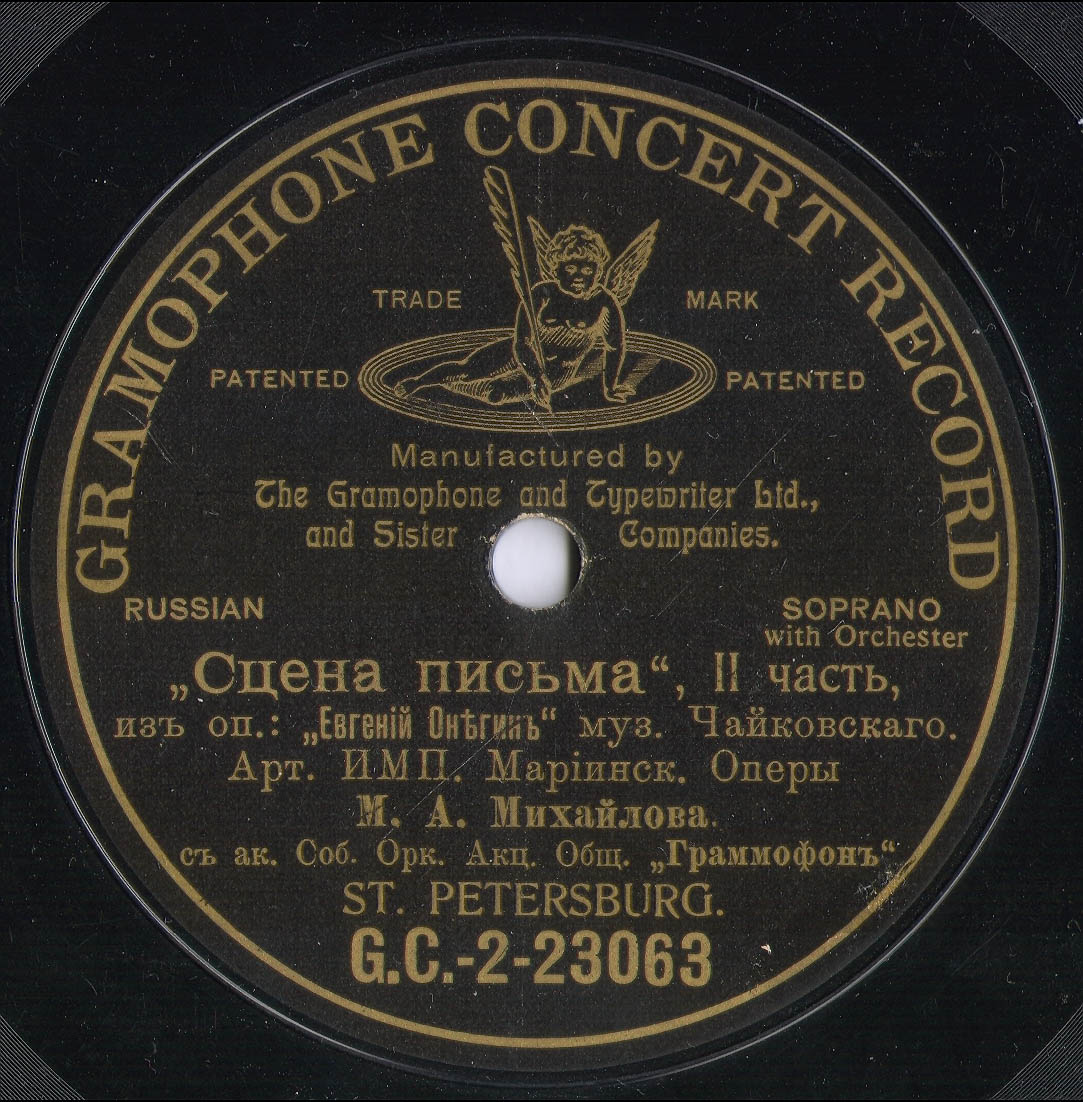 GRAMOPHONE CONCERT RECORD
TRADE MARK
PATENTED PATENTED
Manufactured by
The Gramophone and Typewriter Ltd.,
and Sister Companies.
RUSSIAN
SOPRANO
with Orchester
„Сцена письма“, II часть,
изъ оп.: „Евгеній Онѣгинъ“ муз. Чайковскаго.
Арт. ИМП. Маріинск. Оперы
М. А. Михайлова.
съ ак. Соб. Орк. Акц. Общ. „Граммофонъ“
ST. PETERSBURG.
G.C.-2-23063